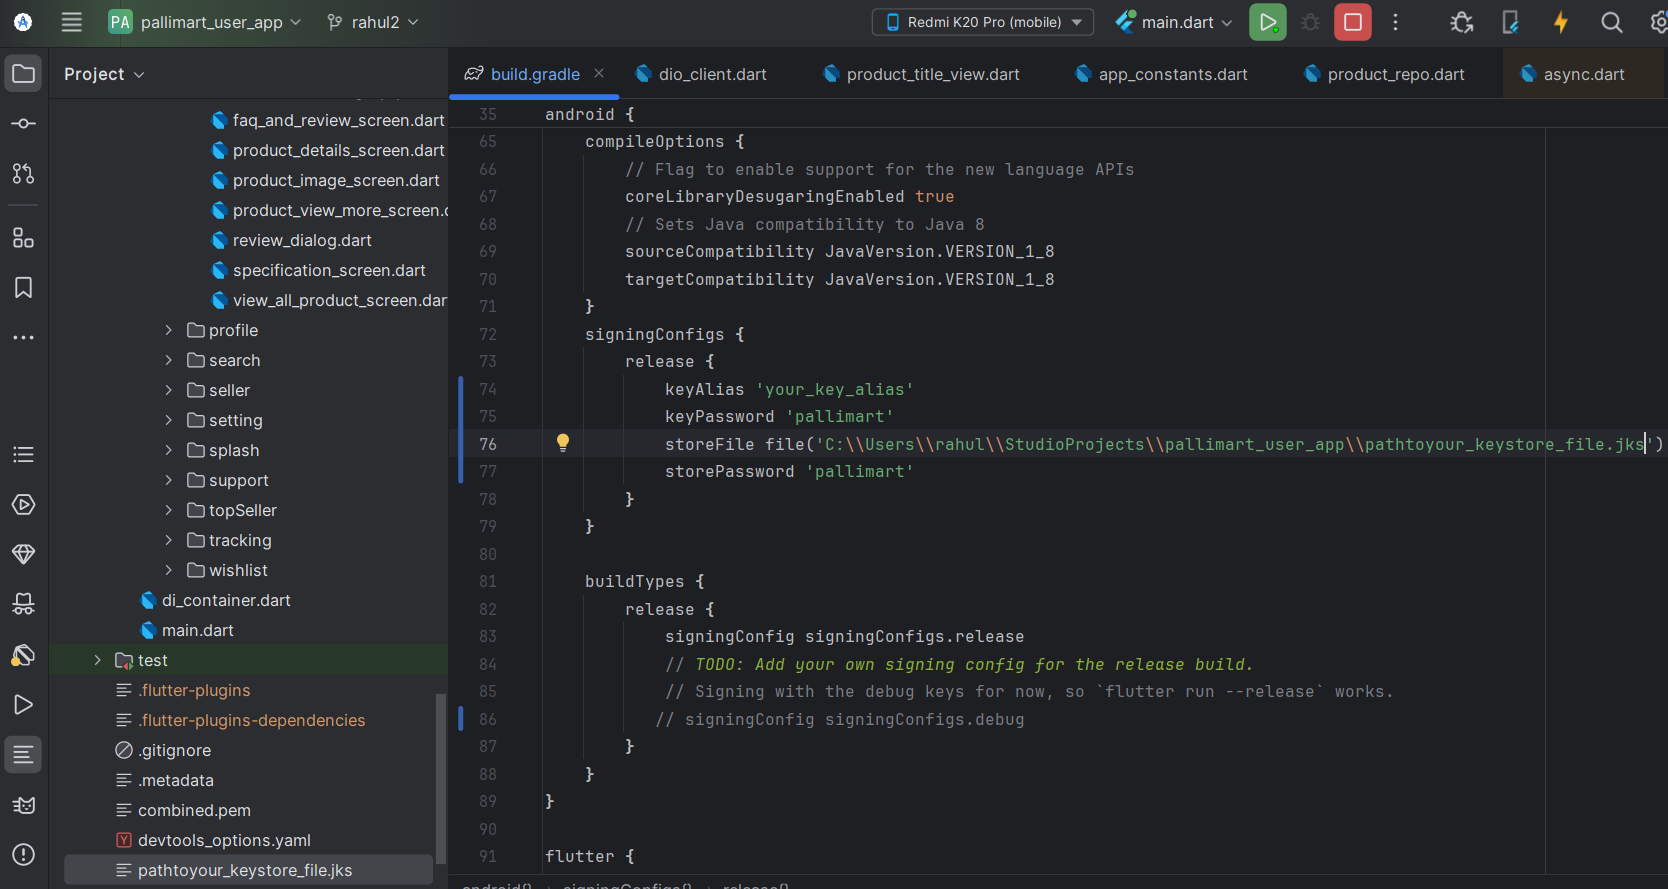 PA pallimart_user_app rahul2 Redmi K20 Pro (mobile) main.dart
Project
build.gradle dio_client.dart product_title_view.dart app_constants.dart product_repo.dart async.dart
faq_and_review_screen.dart
product_details_screen.dart
product_image_screen.dart
product_view_more_screen.
review_dialog.dart
specification_screen.dart
view_all_product_screen.dar
profile
search
seller
setting
splash
support
topSeller
tracking
wishlist
di_container.dart
main.dart
test
.flutter-plugins
.flutter-plugins-dependencies
.gitignore
.metadata
combined.pem
Y devtools_options.yaml
pathtoyour_keystore_file.jks
35 android {
65 compileOptions {
66 // Flag to enable support for the new language APIs
67 coreLibraryDesugaringEnabled true
68 // Sets Java compatibility to Java 8
69 sourceCompatibility JavaVersion.VERSION_1_8
70 targetCompatibility JavaVersion.VERSION_1_8
71 }
72 signingConfigs {
73 release {
74 keyAlias 'your_key_alias'
75 keyPassword 'pallimart'
76 storeFile file('C:\\Users\\rahul\\StudioProjects\\pallimart_user_app\\pathtoyour_keystore_file.jks')
77 storePassword 'pallimart'
78 }
79 }
80
81 buildTypes {
82 release {
83 signingConfig signingConfigs.release
84 // TODO: Add your own signing config for the release build.
85 // Signing with the debug keys for now, so `flutter run --release` works.
86 // signingConfig signingConfigs.debug
87 }
88 }
89 }
90
91 flutter {
android{} signingConfigs{} release{}